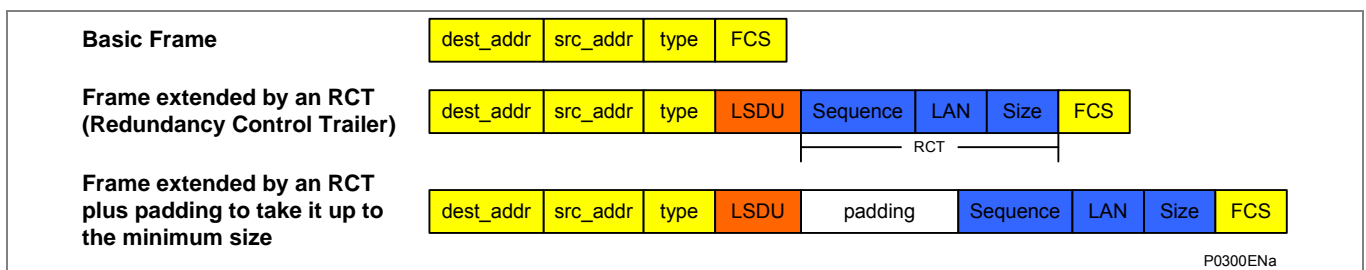 Basic Frame
dest_addr src_addr type FCS
Frame extended by an RCT
(Redundancy Control Trailer)
dest_addr src_addr type LSDU Sequence LAN Size FCS
RCT
Frame extended by an RCT
plus padding to take it up to
the minimum size
dest_addr src_addr type LSDU padding Sequence LAN Size FCS
P0300ENa